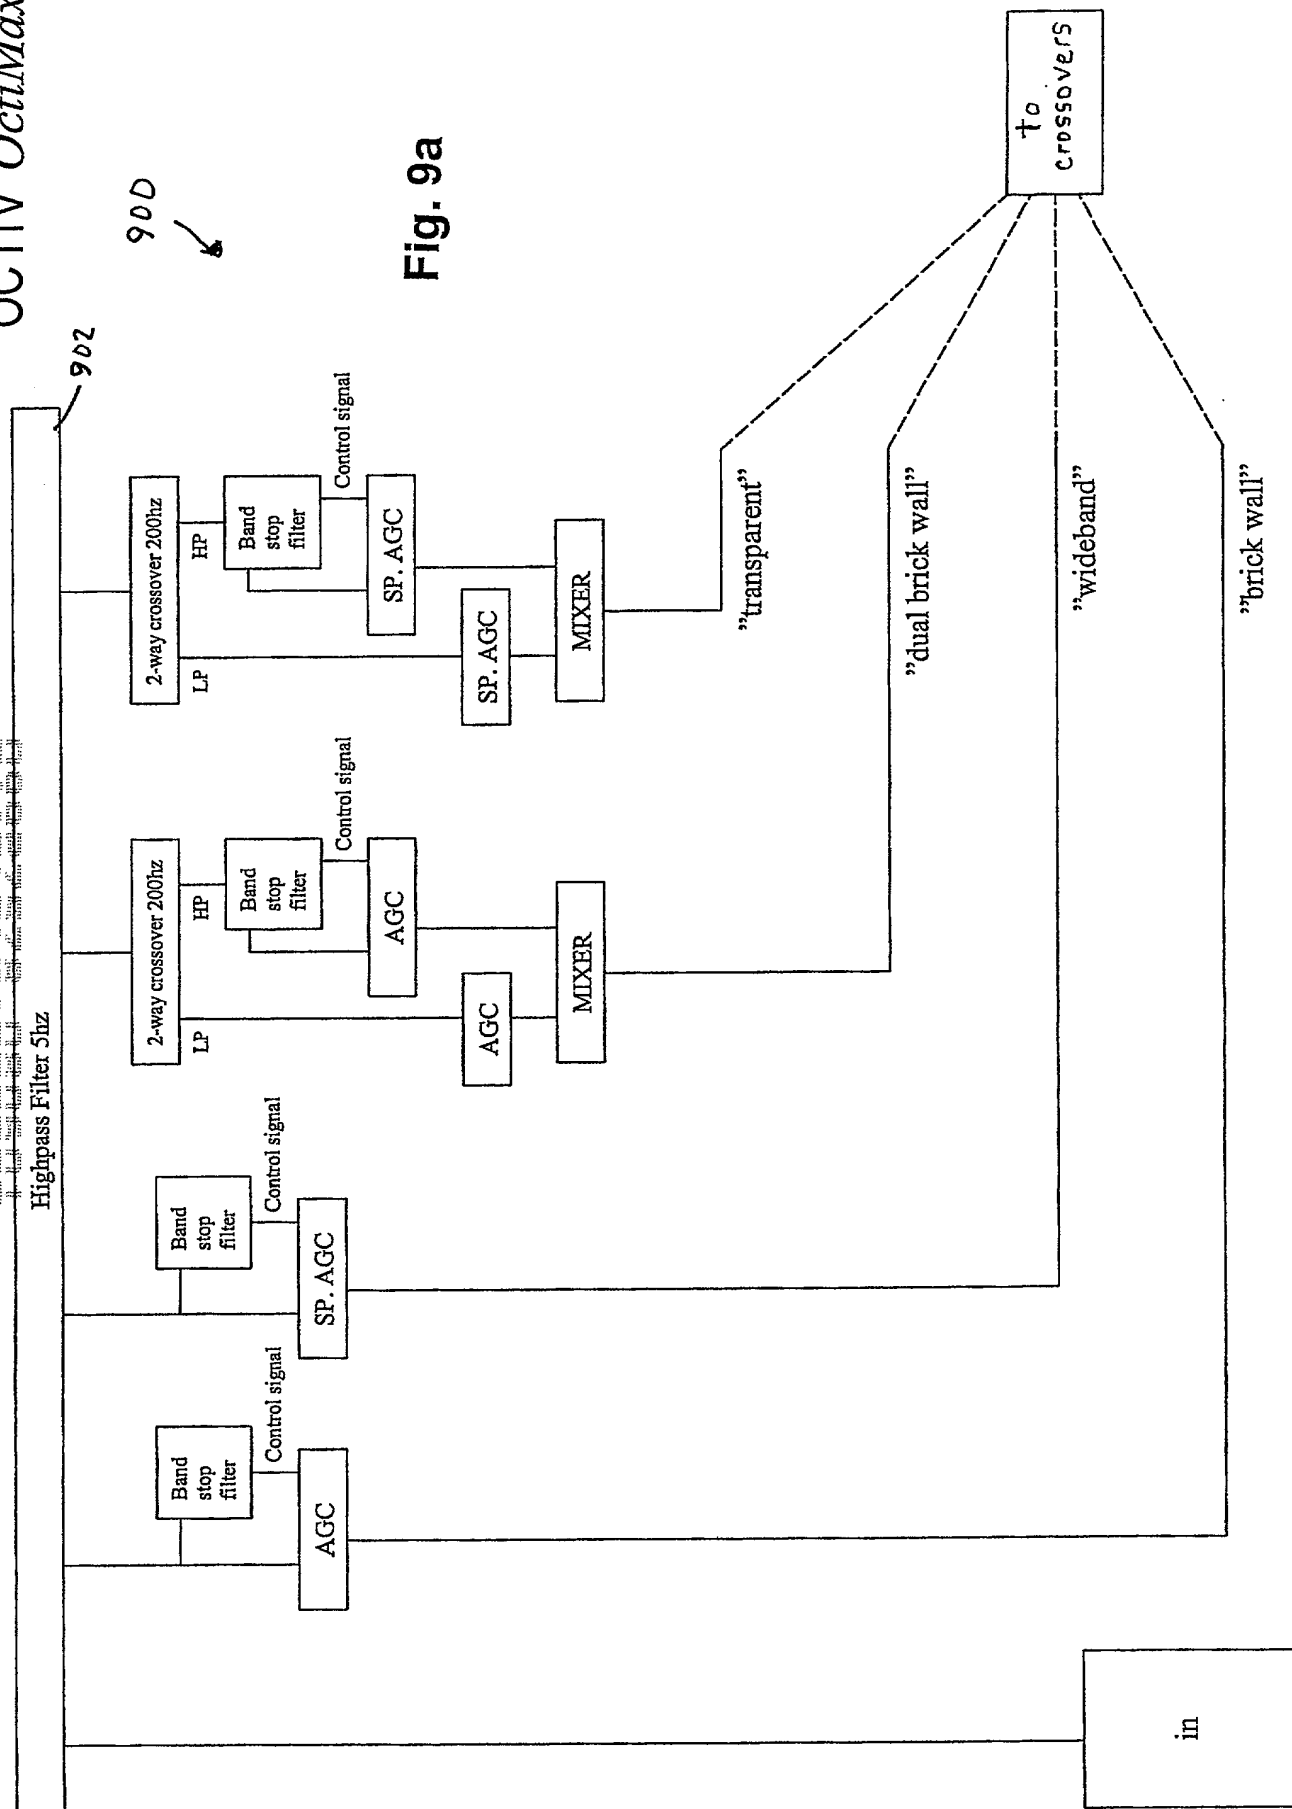 OCTIV OctiMax
900
Fig. 9a
902
Highpass Filter 5hz
2-way crossover 200hz
LP
HP
Band
stop
filter
Control signal
SP. AGC
SP. AGC
MIXER
"transparent"
2-way crossover 200hz
LP
HP
Band
stop
filter
Control signal
AGC
AGC
MIXER
"dual brick wall"
Band
stop
filter
Control signal
SP. AGC
"wideband"
Band
stop
filter
Control signal
AGC
"brick wall"
to
crossovers
in